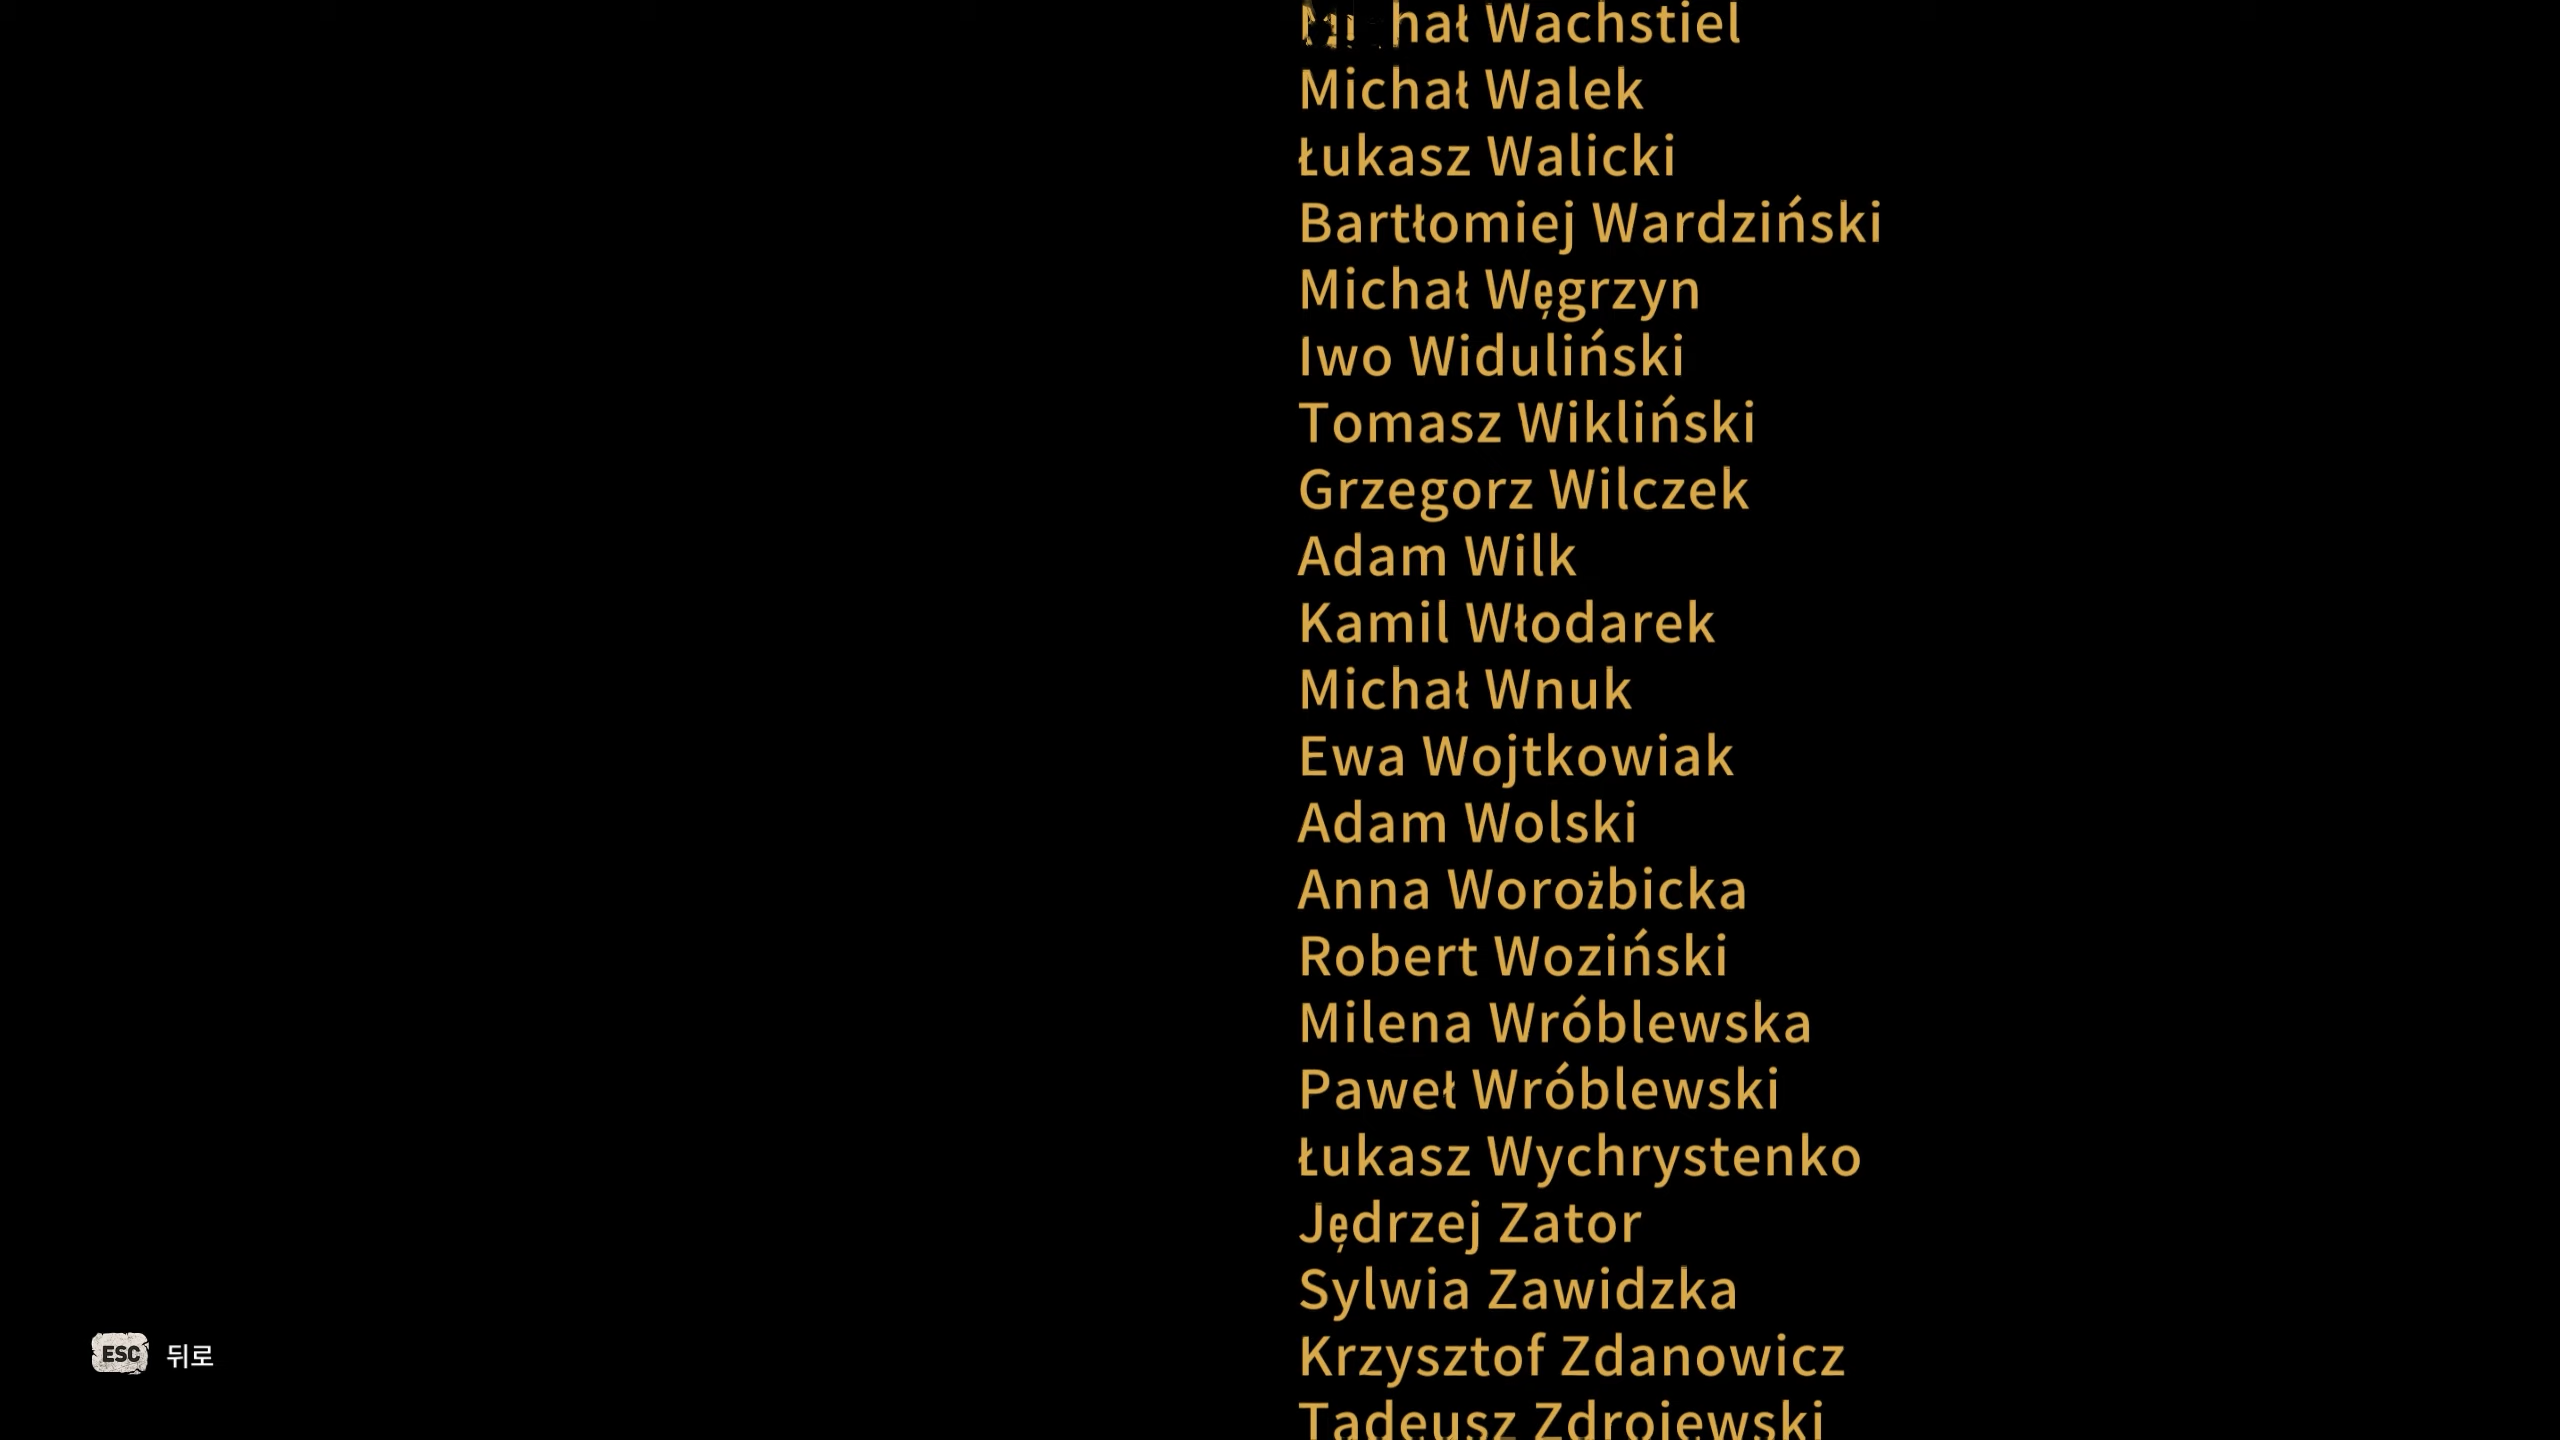 hał Wachstiel
Michał Walek
Łukasz Walicki
Bartłomiej Wardziński
Michał Węgrzyn
Iwo Widuliński
Tomasz Wikliński
Grzegorz Wilczek
Adam Wilk
Kamil Włodarek
Michał Wnuk
Ewa Wojtkowiak
Adam Wolski
Anna Worożbicka
Robert Woziński
Milena Wróblewska
Paweł Wróblewski
Łukasz Wychrystenko
Jędrzej Zator
Sylwia Zawidzka
Krzysztof Zdanowicz
Tadeusz Zdrojewski
ESC 뒤로